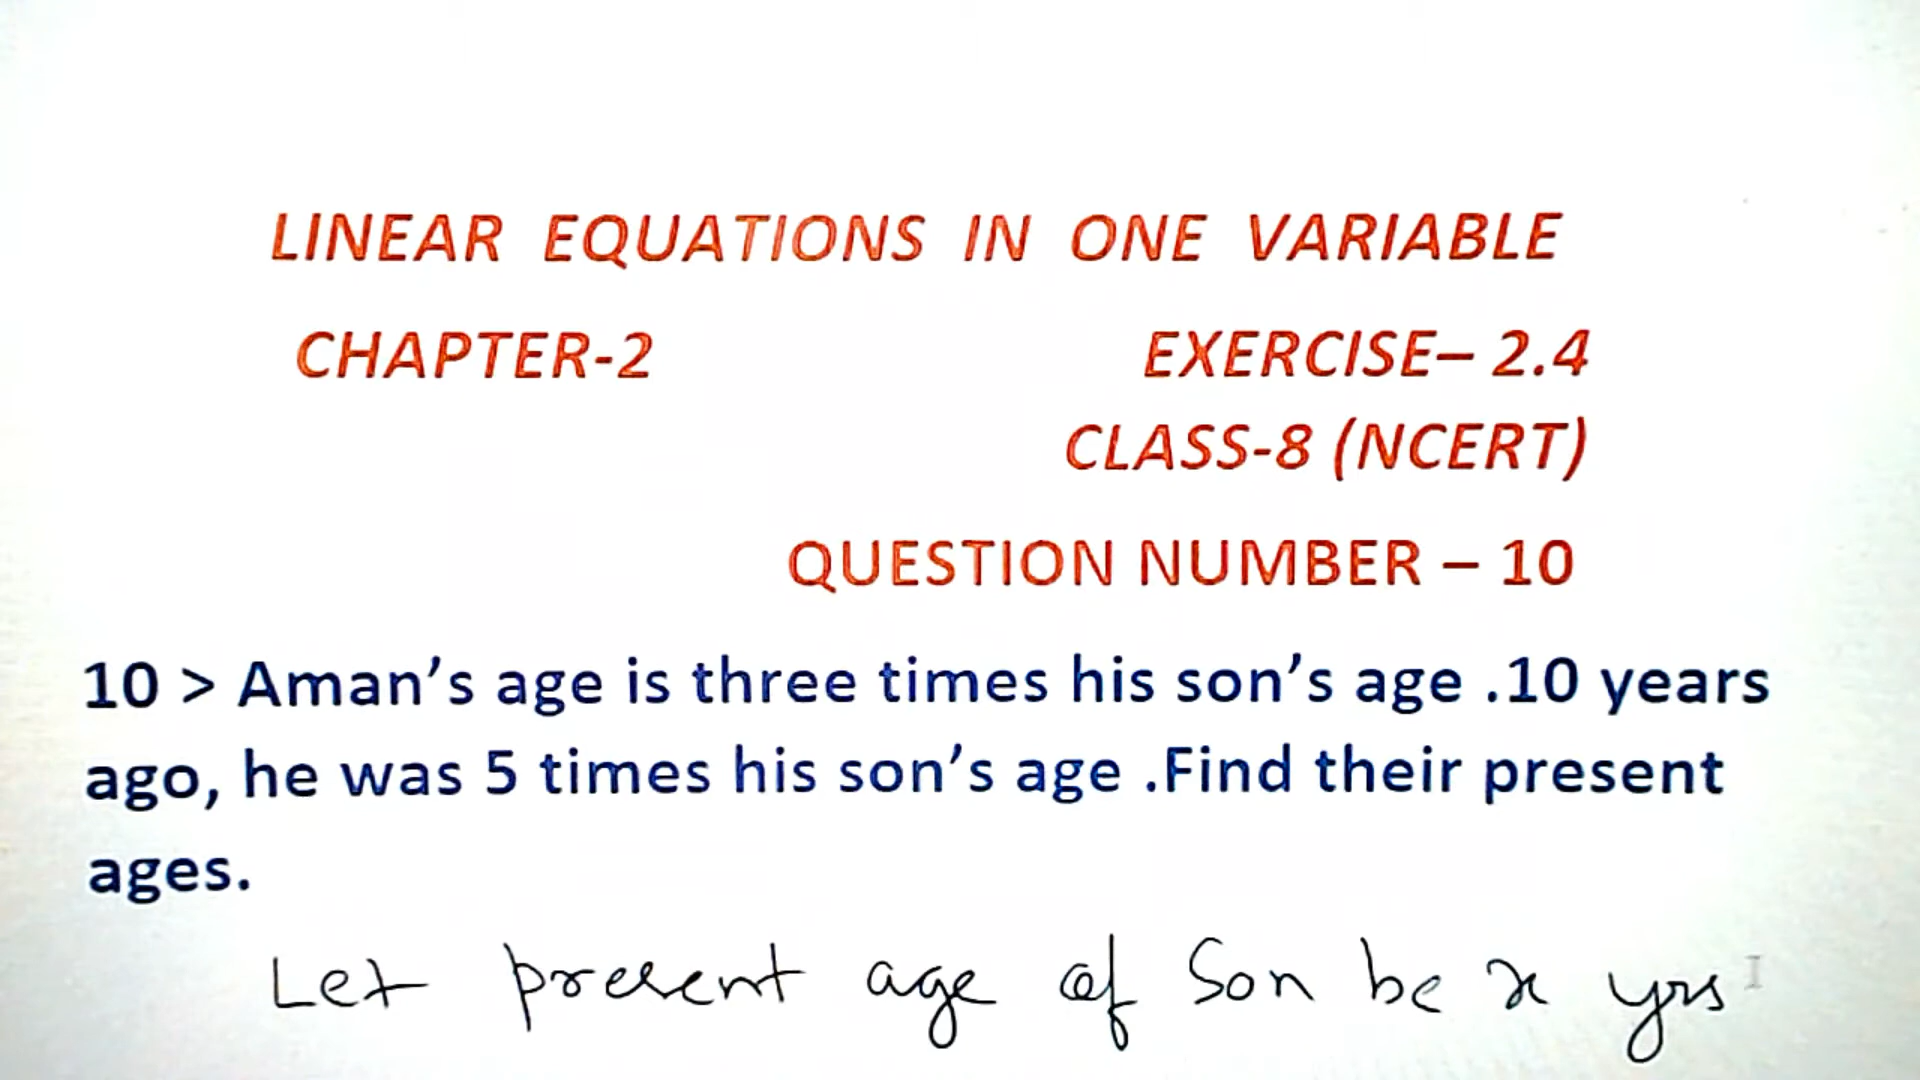 LINEAR EQUATIONS IN ONE VARIABLE
CHAPTER-2 EXERCISE– 2.4
CLASS-8 (NCERT)
QUESTION NUMBER – 10
10 > Aman’s age is three times his son’s age .10 years
ago, he was 5 times his son’s age .Find their present
ages.
Let present age of Son be x yrs